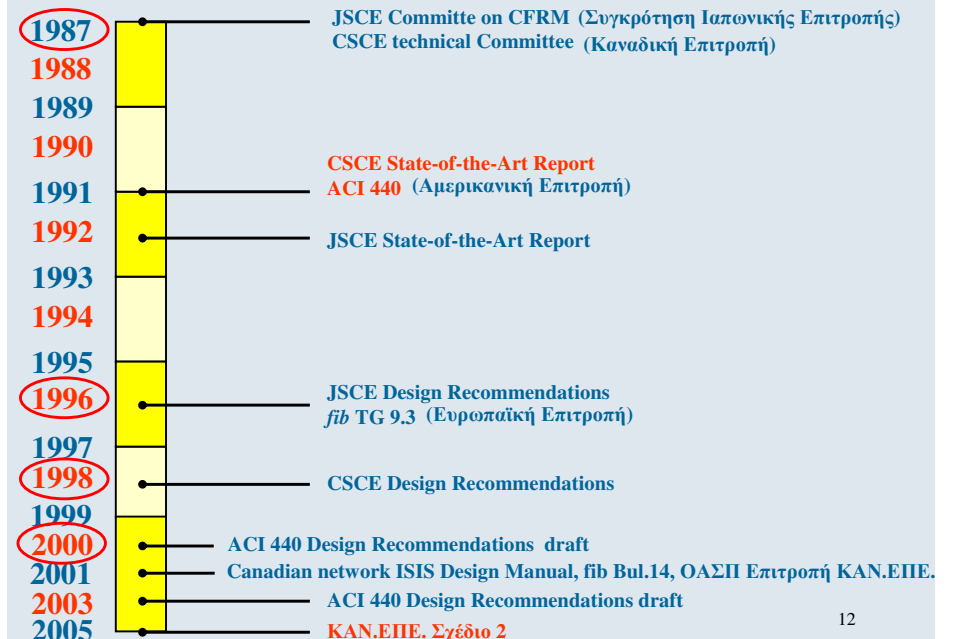 1987
JSCE Committe on CFRM (Συγκρότηση Ιαπωνικής Επιτροπής)
CSCE technical Committee (Καναδική Επιτροπή)
1988
1989
1990
CSCE State-of-the-Art Report
1991
ACI 440 (Αμερικανική Επιτροπή)
1992
JSCE State-of-the-Art Report
1993
1994
1995
1996
JSCE Design Recommendations
fib TG 9.3 (Ευρωπαϊκή Επιτροπή)
1997
1998
CSCE Design Recommendations
1999
2000
ACI 440 Design Recommendations draft
2001
Canadian network ISIS Design Manual, fib Bul.14, ΟΑΣΠ Επιτροπή ΚΑΝ.ΕΠΕ.
2003
ACI 440 Design Recommendations draft
2005
ΚΑΝ.ΕΠΕ. Σχέδιο 2
12